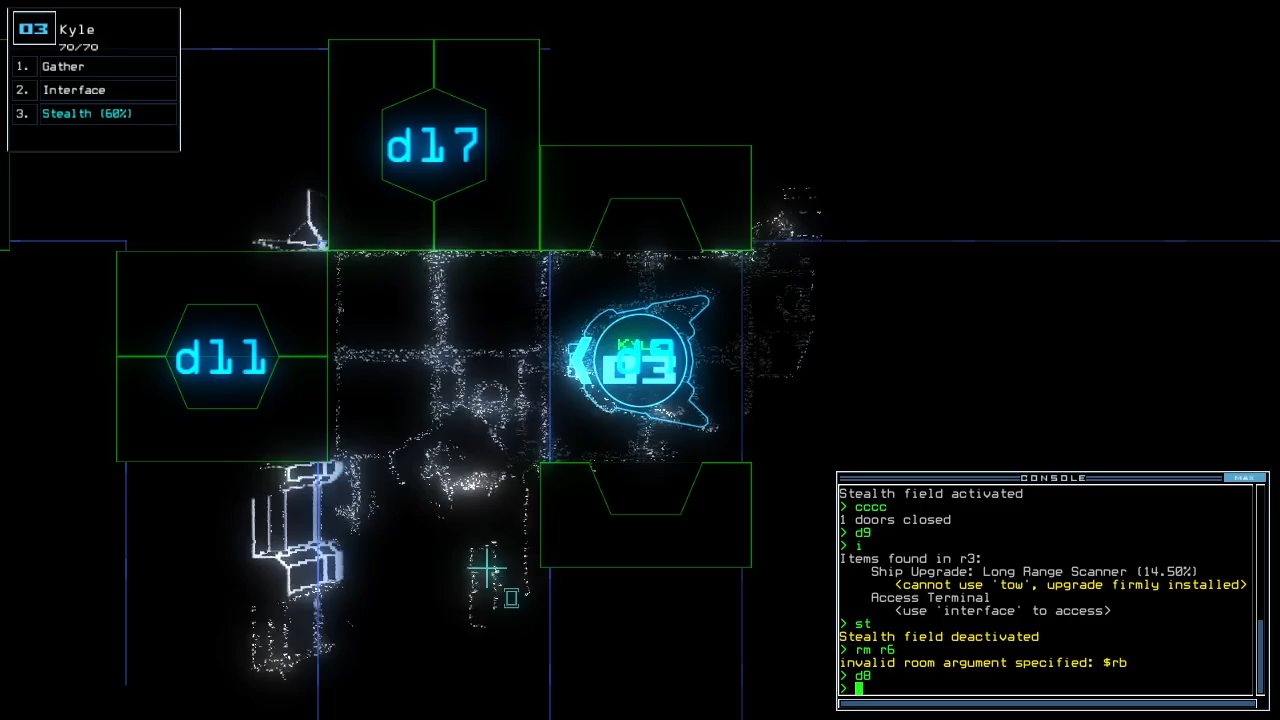 03 Kyle
70/70
1. Gather
2. Interface
3. Stealth (60%)
d17
d11
d9
03
CONSOLE
MAX
Stealth field activated
> cccc
1 doors closed
> d9
> i
Items found in r3:
Ship Upgrade: Long Range Scanner (14.50%)
<cannot use 'tow', upgrade firmly installed>
Access Terminal
<use 'interface' to access>
> st
Stealth field deactivated
> rm r6
invalid room argument specified: $rb
> d8
>